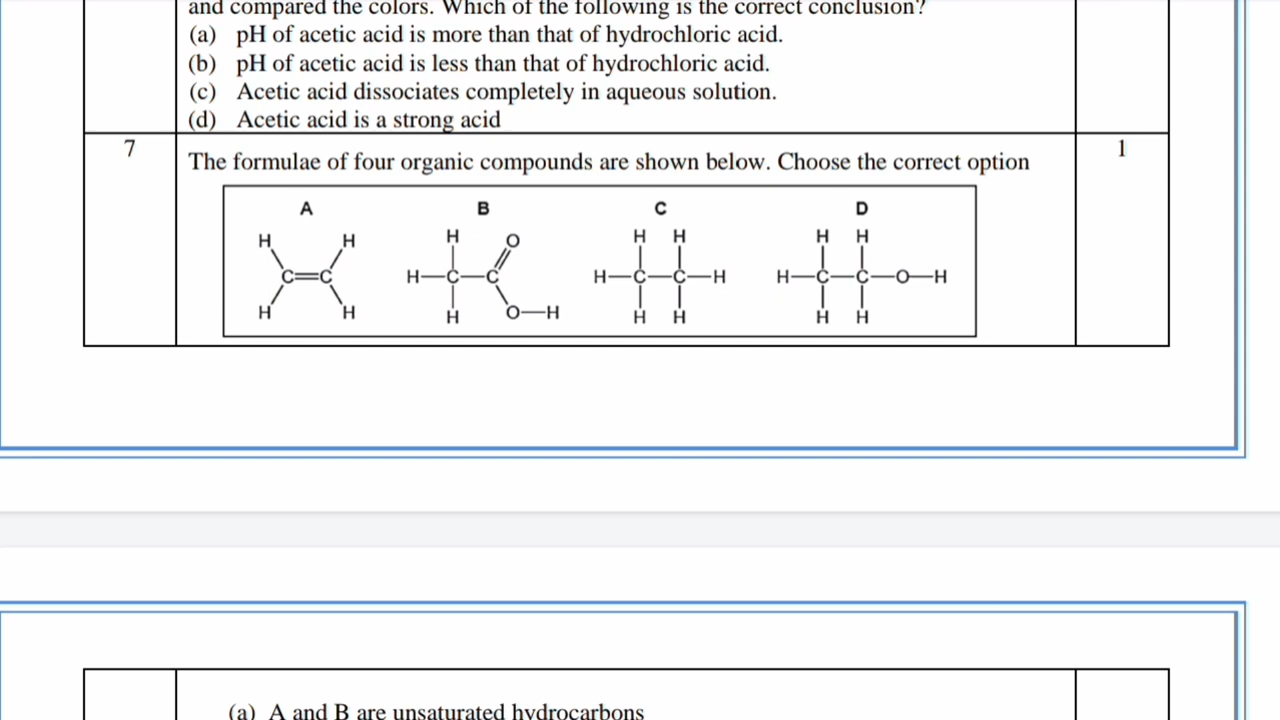 and compared the colors. Which of the following is the correct conclusion?
(a) pH of acetic acid is more than that of hydrochloric acid.
(b) pH of acetic acid is less than that of hydrochloric acid.
(c) Acetic acid dissociates completely in aqueous solution.
(d) Acetic acid is a strong acid
7
The formulae of four organic compounds are shown below. Choose the correct option
1
A B C D
H H H O H H H H
C=C H—C—C H—C—C—H H—C—C—O—H
H H H O—H H H H H
(a) A and B are unsaturated hydrocarbons